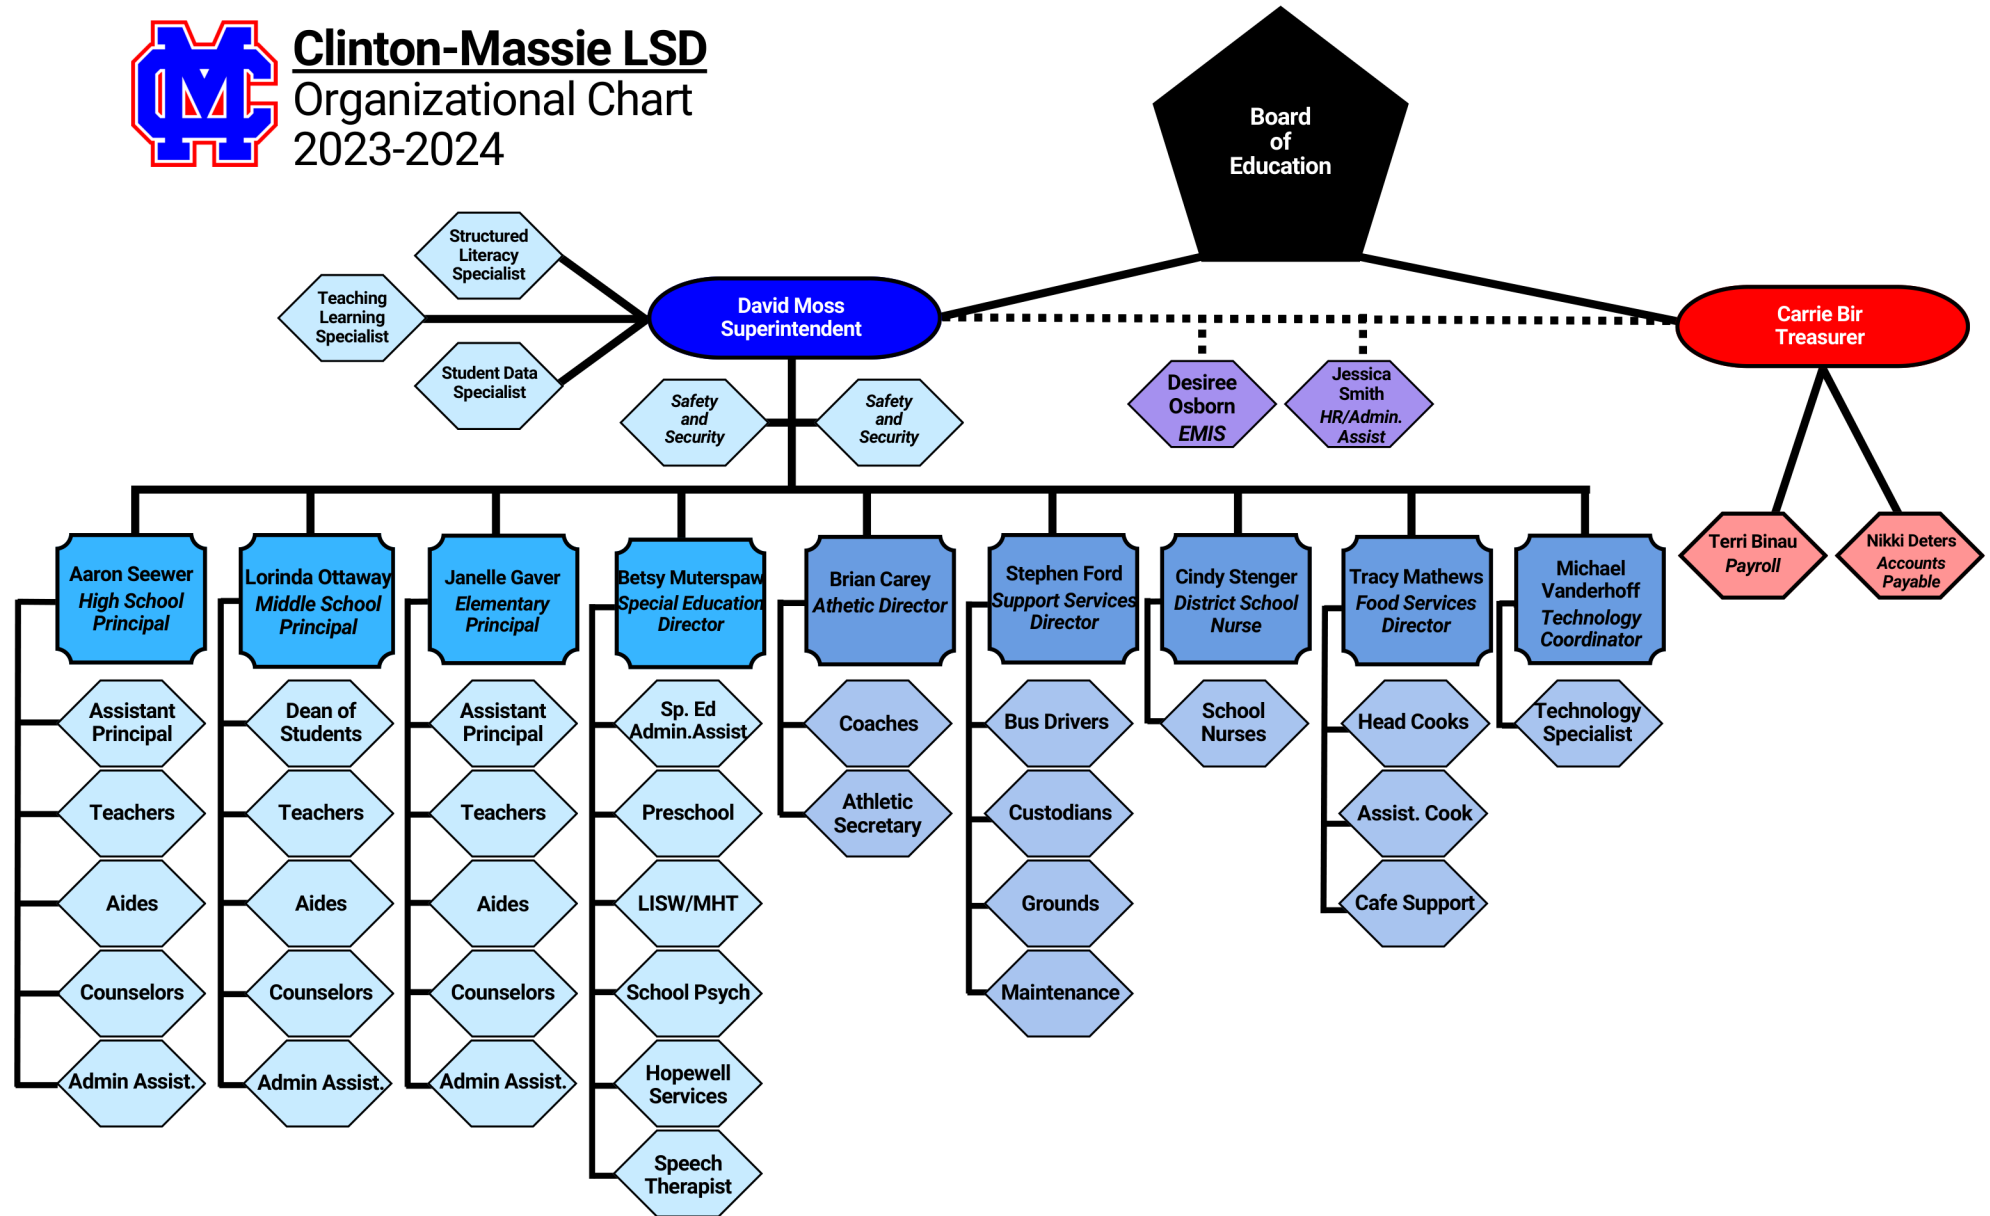 Clinton-Massie LSD
Organizational Chart
2023-2024
Board
of
Education
David Moss
Superintendent
Carrie Bir
Treasurer
Structured
Literacy
Specialist
Teaching
Learning
Specialist
Student Data
Specialist
Safety
and
Security
Safety
and
Security
Desiree
Osborn
EMIS
Jessica
Smith
HR/Admin.
Assist
Terri Binau
Payroll
Nikki Deters
Accounts
Payable
Aaron Seewer
High School
Principal
Assistant
Principal
Teachers
Aides
Counselors
Admin Assist.
Lorinda Ottaway
Middle School
Principal
Dean of
Students
Teachers
Aides
Counselors
Admin Assist.
Janelle Gaver
Elementary
Principal
Assistant
Principal
Teachers
Aides
Counselors
Admin Assist.
Betsy Muterspaw
Special Education
Director
Sp. Ed
Admin.Assist
Preschool
LISW/MHT
School Psych
Hopewell
Services
Speech
Therapist
Brian Carey
Athetic Director
Coaches
Athletic
Secretary
Stephen Ford
Support Services
Director
Bus Drivers
Custodians
Grounds
Maintenance
Cindy Stenger
District School
Nurse
School
Nurses
Tracy Mathews
Food Services
Director
Head Cooks
Assist. Cook
Cafe Support
Michael
Vanderhoff
Technology
Coordinator
Technology
Specialist